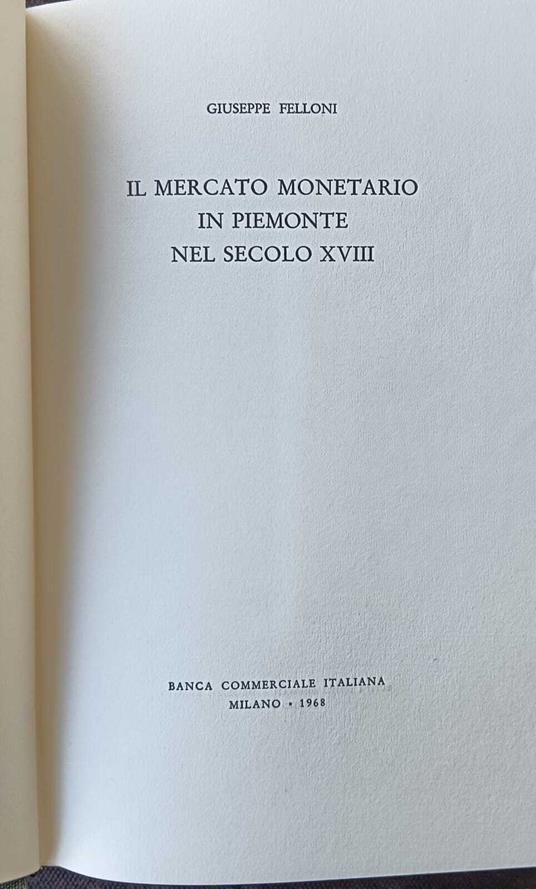 GIUSEPPE FELLONI
IL MERCATO MONETARIO
IN PIEMONTE
NEL SECOLO XVIII
BANCA COMMERCIALE ITALIANA
MILANO • 1968